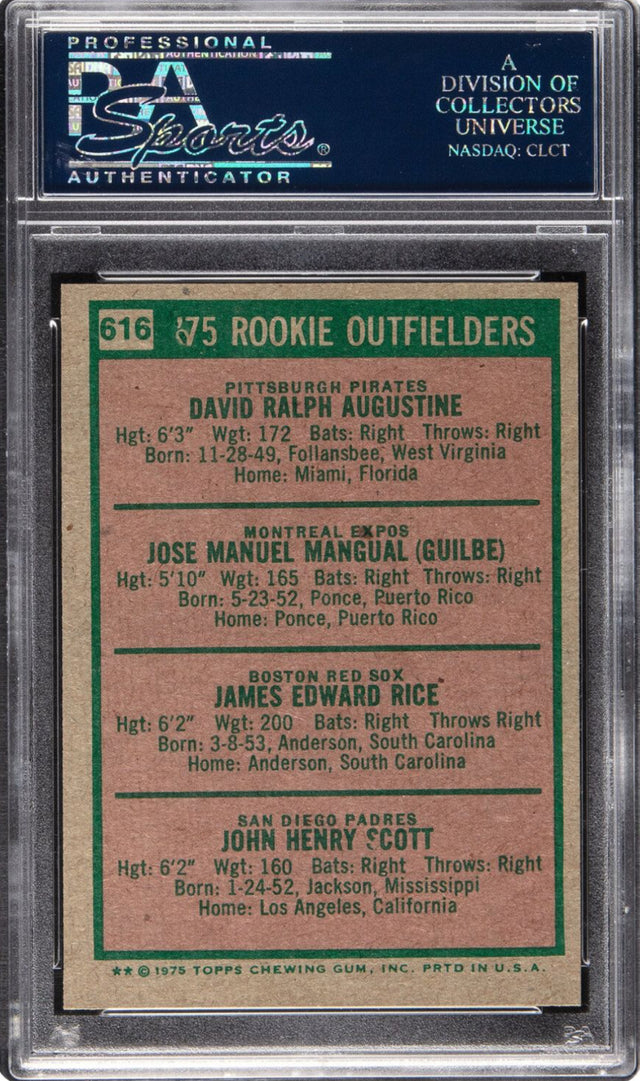 PROFESSIONAL
PSA
Sports®
AUTHENTICATOR
A
DIVISION OF
COLLECTORS
UNIVERSE
NASDAQ: CLCT
616 '75 ROOKIE OUTFIELDERS
PITTSBURGH PIRATES
DAVID RALPH AUGUSTINE
Hgt: 6'3" Wgt: 172 Bats: Right Throws: Right
Born: 11-28-49, Follansbee, West Virginia
Home: Miami, Florida
MONTREAL EXPOS
JOSE MANUEL MANGUAL (GUILBE)
Hgt: 5'10" Wgt: 165 Bats: Right Throws: Right
Born: 5-23-52, Ponce, Puerto Rico
Home: Ponce, Puerto Rico
BOSTON RED SOX
JAMES EDWARD RICE
Hgt: 6'2" Wgt: 200 Bats: Right Throws Right
Born: 3-8-53, Anderson, South Carolina
Home: Anderson, South Carolina
SAN DIEGO PADRES
JOHN HENRY SCOTT
Hgt: 6'2" Wgt: 160 Bats: Right Throws: Right
Born: 1-24-52, Jackson, Mississippi
Home: Los Angeles, California
★★ © 1975 TOPPS CHEWING GUM, INC. PRTD IN U.S.A.
PSA